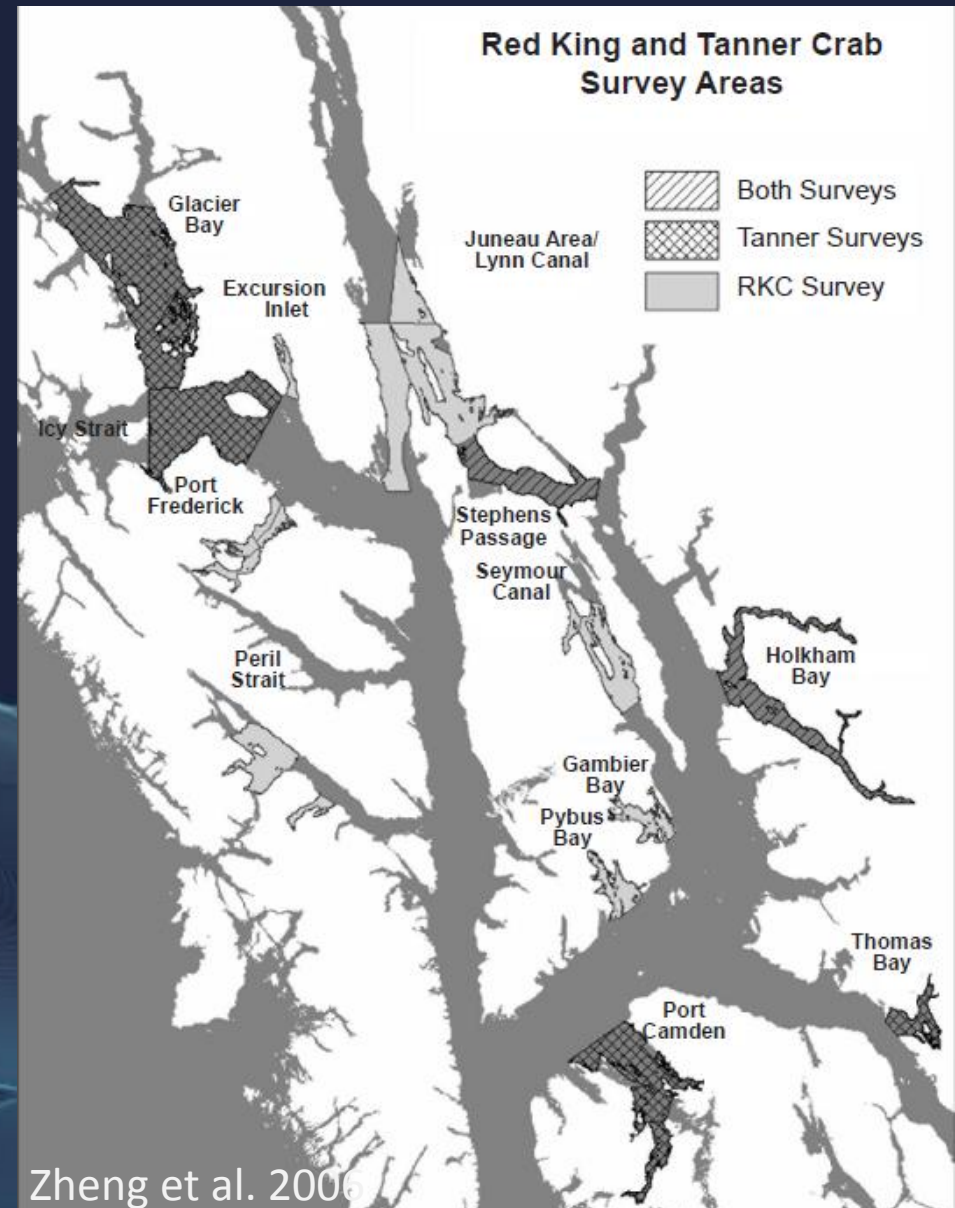 Red King and Tanner Crab
Survey Areas
Both Surveys
Tanner Surveys
RKC Survey
Glacier
Bay
Juneau Area/
Lynn Canal
Excursion
Inlet
Icy Strait
Port
Frederick
Stephens
Passage
Seymour
Canal
Peril
Strait
Holkham
Bay
Gambier
Bay
Pybus
Bay
Thomas
Bay
Port
Camden
Zheng et al. 2006